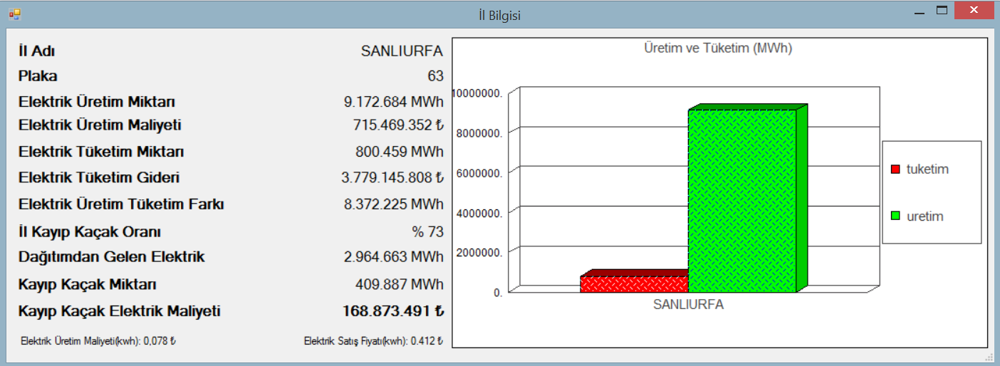 İl Bilgisi
İl Adı SANLIURFA
Plaka 63
Elektrik Üretim Miktarı 9.172.684 MWh
Elektrik Üretim Maliyeti 715.469.352 ₺
Elektrik Tüketim Miktarı 800.459 MWh
Elektrik Tüketim Gideri 3.779.145.808 ₺
Elektrik Üretim Tüketim Farkı 8.372.225 MWh
İl Kayıp Kaçak Oranı % 73
Dağıtımdan Gelen Elektrik 2.964.663 MWh
Kayıp Kaçak Miktarı 409.887 MWh
Kayıp Kaçak Elektrik Maliyeti 168.873.491 ₺
Elektrik Üretim Maliyeti(kwh): 0,078 ₺ Elektrik Satış Fiyatı(kwh): 0.412 ₺
Üretim ve Tüketim (MWh)
10000000.
8000000.
6000000.
4000000.
2000000.
0.
SANLIURFA
tuketim
uretim